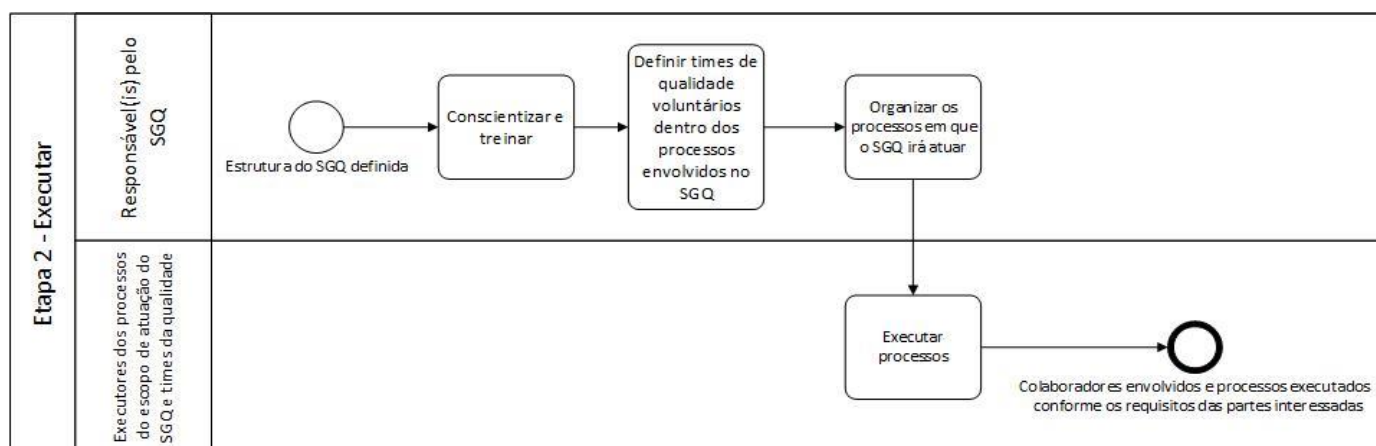 Etapa 2 - Executar
Responsável(is) pelo
SGQ
Estrutura do SGQ definida
Conscientizar e
treinar
Definir times de
qualidade
voluntários
dentro dos
processos
envolvidos no
SGQ
Organizar os
processos em que
o SGQ irá atuar
Executores dos processos
do escopo de atuação do
SGQ e times da qualidade
Executar
processos
Colaboradores envolvidos e processos executados
conforme os requisitos das partes interessadas